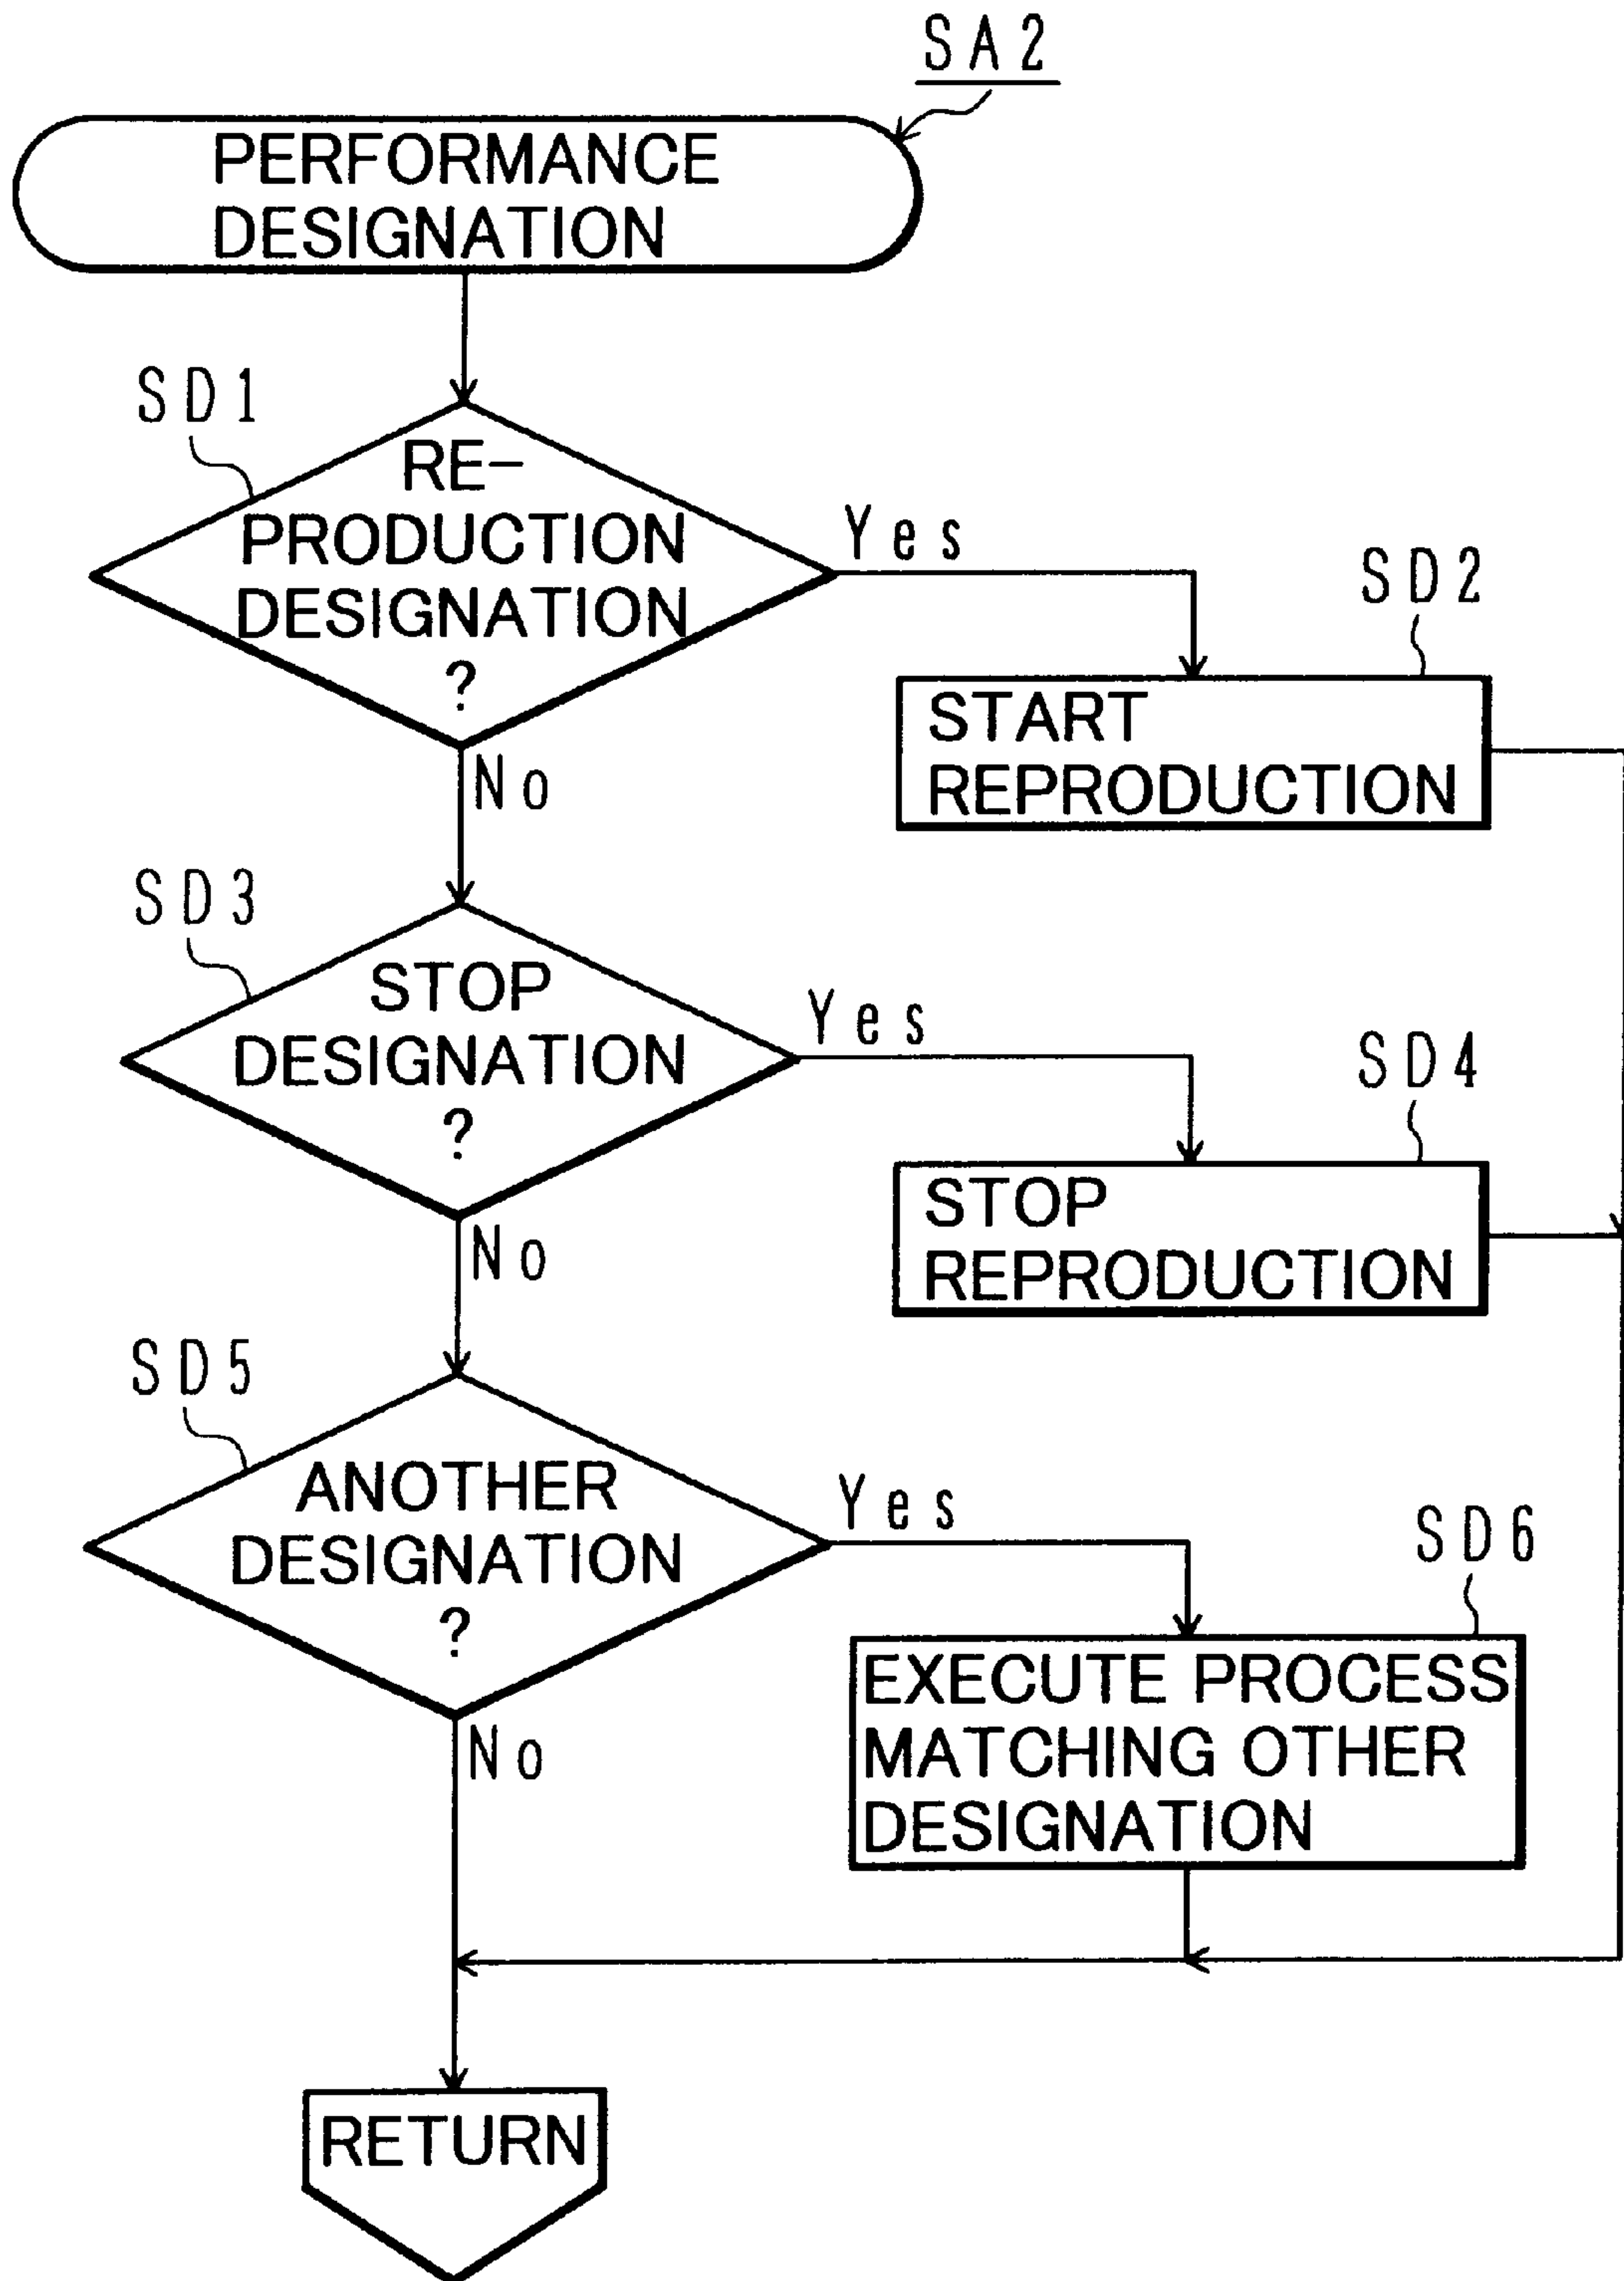 SA2
PERFORMANCE
DESIGNATION
SD1
RE-
PRODUCTION
DESIGNATION
?
Yes
SD2
START
REPRODUCTION
No
SD3
STOP
DESIGNATION
?
Yes
SD4
STOP
REPRODUCTION
No
SD5
ANOTHER
DESIGNATION
?
Yes
SD6
EXECUTE PROCESS
MATCHING OTHER
DESIGNATION
No
RETURN